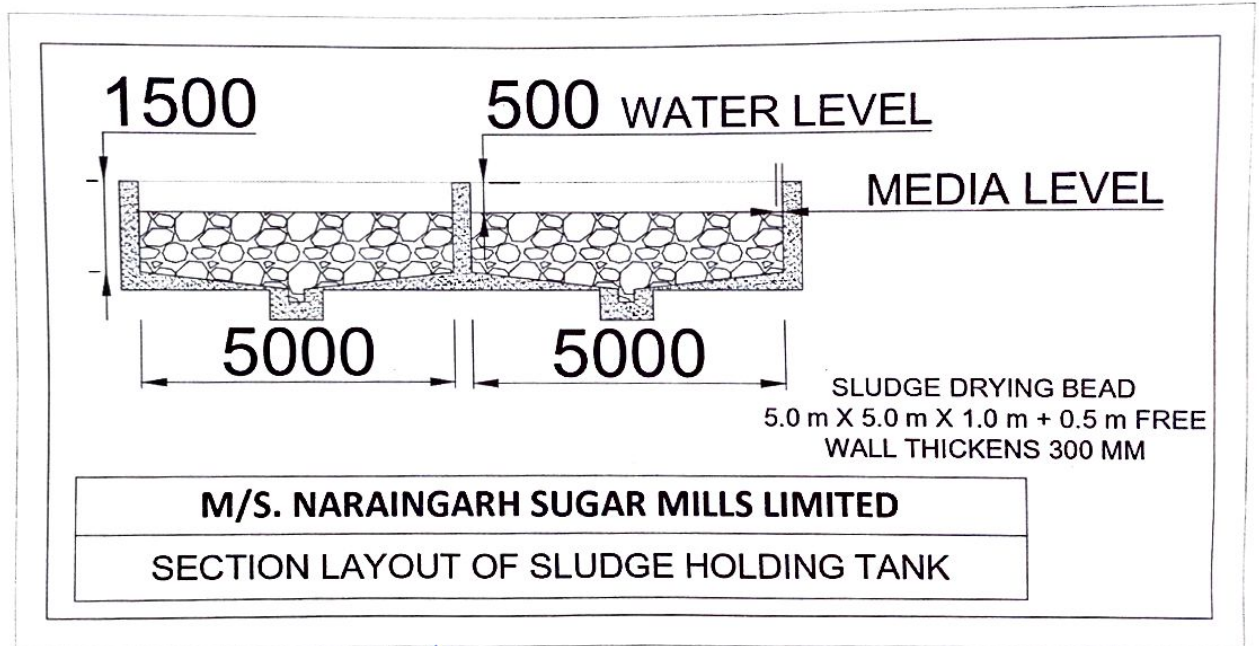 1500
500 WATER LEVEL
MEDIA LEVEL
5000
5000
SLUDGE DRYING BEAD
5.0 m X 5.0 m X 1.0 m + 0.5 m FREE
WALL THICKENS 300 MM
M/S. NARAINGARH SUGAR MILLS LIMITED
SECTION LAYOUT OF SLUDGE HOLDING TANK